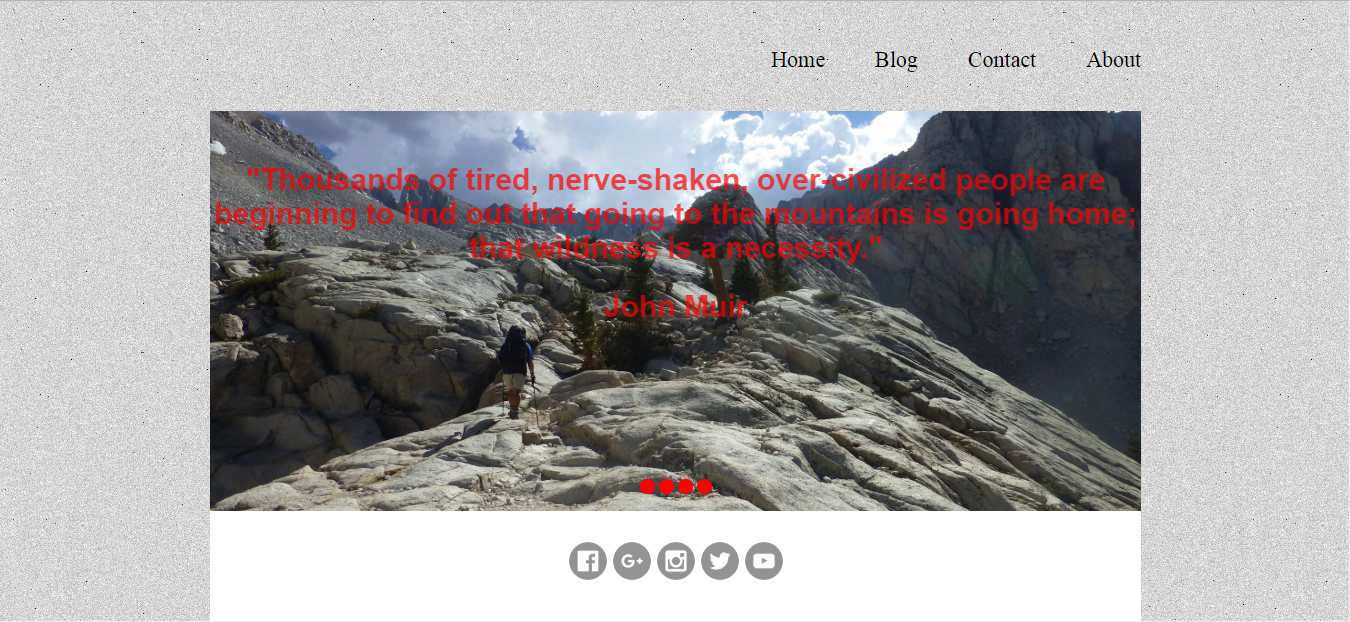 Home Blog Contact About
"Thousands of tired, nerve-shaken, over-civilized people are
beginning to find out that going to the mountains is going home;
that wildness is a necessity."
John Muir